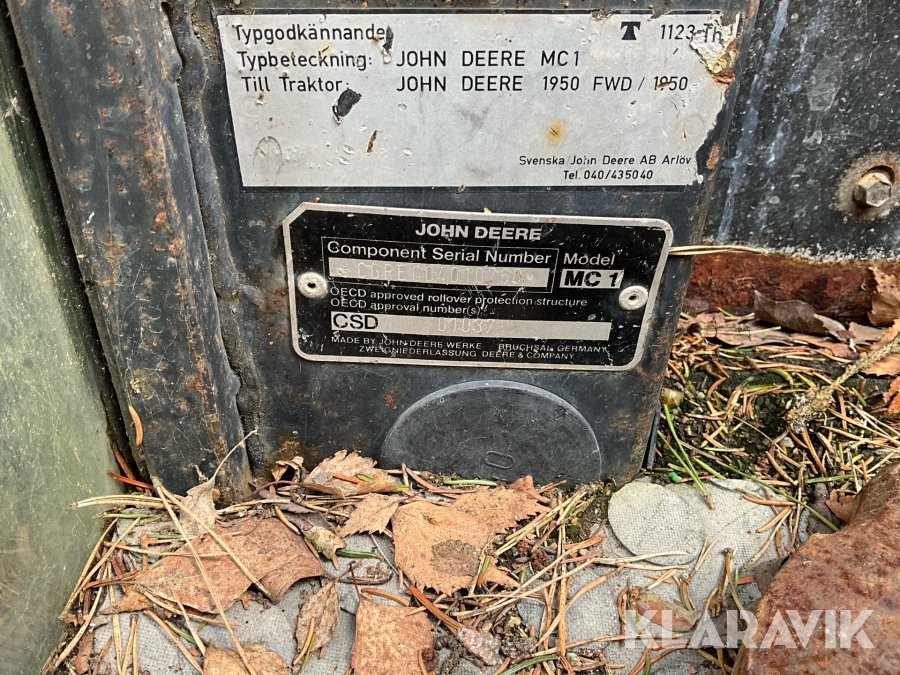 Typgodkännande T 1123-Th
Typbeteckning: JOHN DEERE MC1
Till Traktor: JOHN DEERE 1950 FWD / 1850
Svenska John Deere AB Arlöv
Tel. 040/435040
JOHN DEERE
Component Serial Number Model
MC 1
OECD approved rollover protection structure
OECD approval number(s):
CSD 01037
MADE BY JOHN DEERE WERKE BRUCHSAL GERMANY
ZWEIGNIEDERLASSUNG DEERE & COMPANY
KLARAVIK